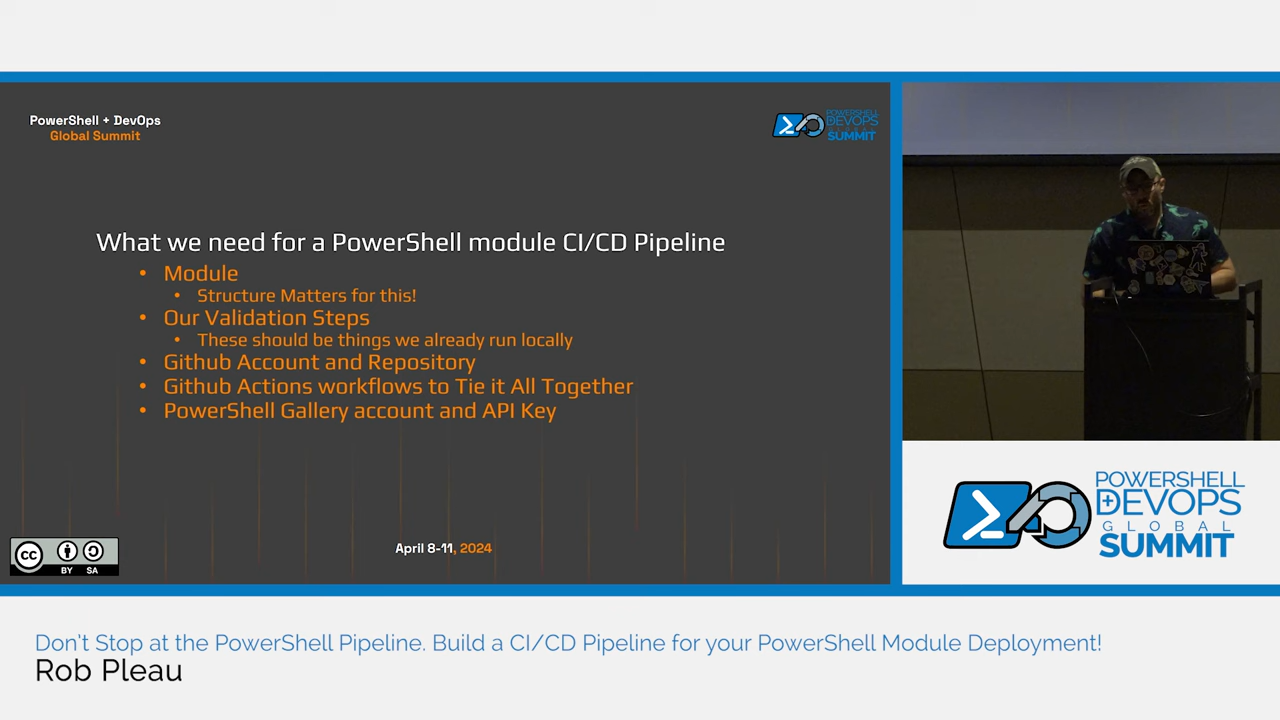 PowerShell + DevOps
Global Summit
POWERSHELL
DEVOPS
GLOBAL
SUMMIT
What we need for a PowerShell module CI/CD Pipeline
• Module
• Structure Matters for this!
• Our Validation Steps
• These should be things we already run locally
• Github Account and Repository
• Github Actions workflows to Tie it All Together
• PowerShell Gallery account and API Key
April 8-11, 2024
cc
BY SA
POWERSHELL
+DEVOPS
GLOBAL
SUMMIT
Don't Stop at the PowerShell Pipeline. Build a CI/CD Pipeline for your PowerShell Module Deployment!
Rob Pleau